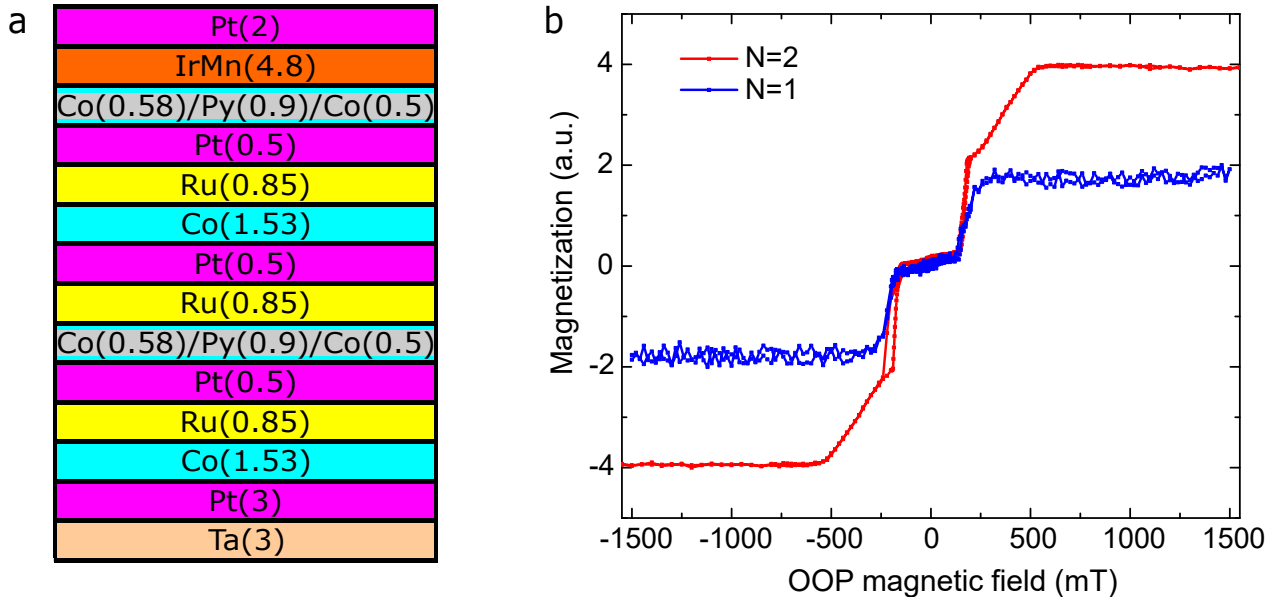 a
Pt(2)
IrMn(4.8)
Co(0.58)/Py(0.9)/Co(0.5)
Pt(0.5)
Ru(0.85)
Co(1.53)
Pt(0.5)
Ru(0.85)
Co(0.58)/Py(0.9)/Co(0.5)
Pt(0.5)
Ru(0.85)
Co(1.53)
Pt(3)
Ta(3)
b
N=2
N=1
Magnetization (a.u.)
4
2
0
-2
-4
-1500 -1000 -500 0 500 1000 1500
OOP magnetic field (mT)